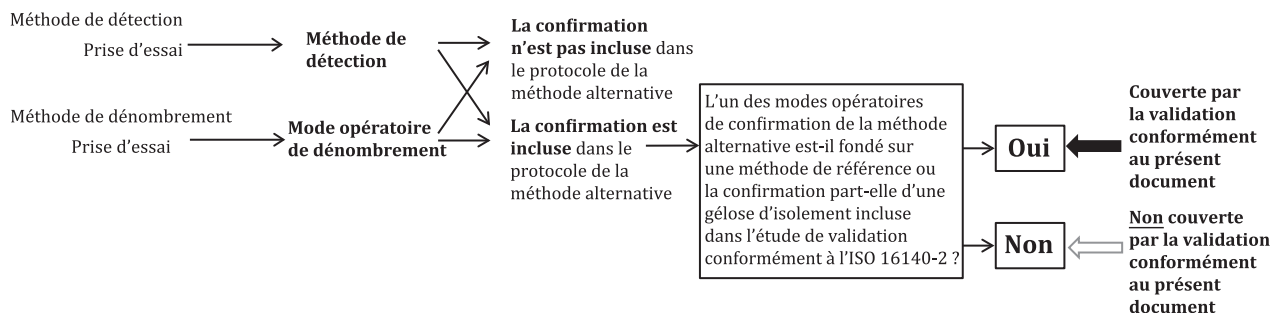 Méthode de détection
Prise d'essai
Méthode de
détection
Méthode de dénombrement
Prise d'essai
Mode opératoire
de dénombrement
La confirmation
n'est pas incluse dans
le protocole de la
méthode alternative
La confirmation est
incluse dans le
protocole de la
méthode alternative
L'un des modes opératoires
de confirmation de la méthode
alternative est-il fondé sur
une méthode de référence ou
la confirmation part-elle d'une
gélose d'isolement incluse
dans l'étude de validation
conformément à l'ISO 16140-2 ?
Oui
Couverte par
la validation
conformément
au présent
document
Non
Non couverte
par la validation
conformément
au présent
document